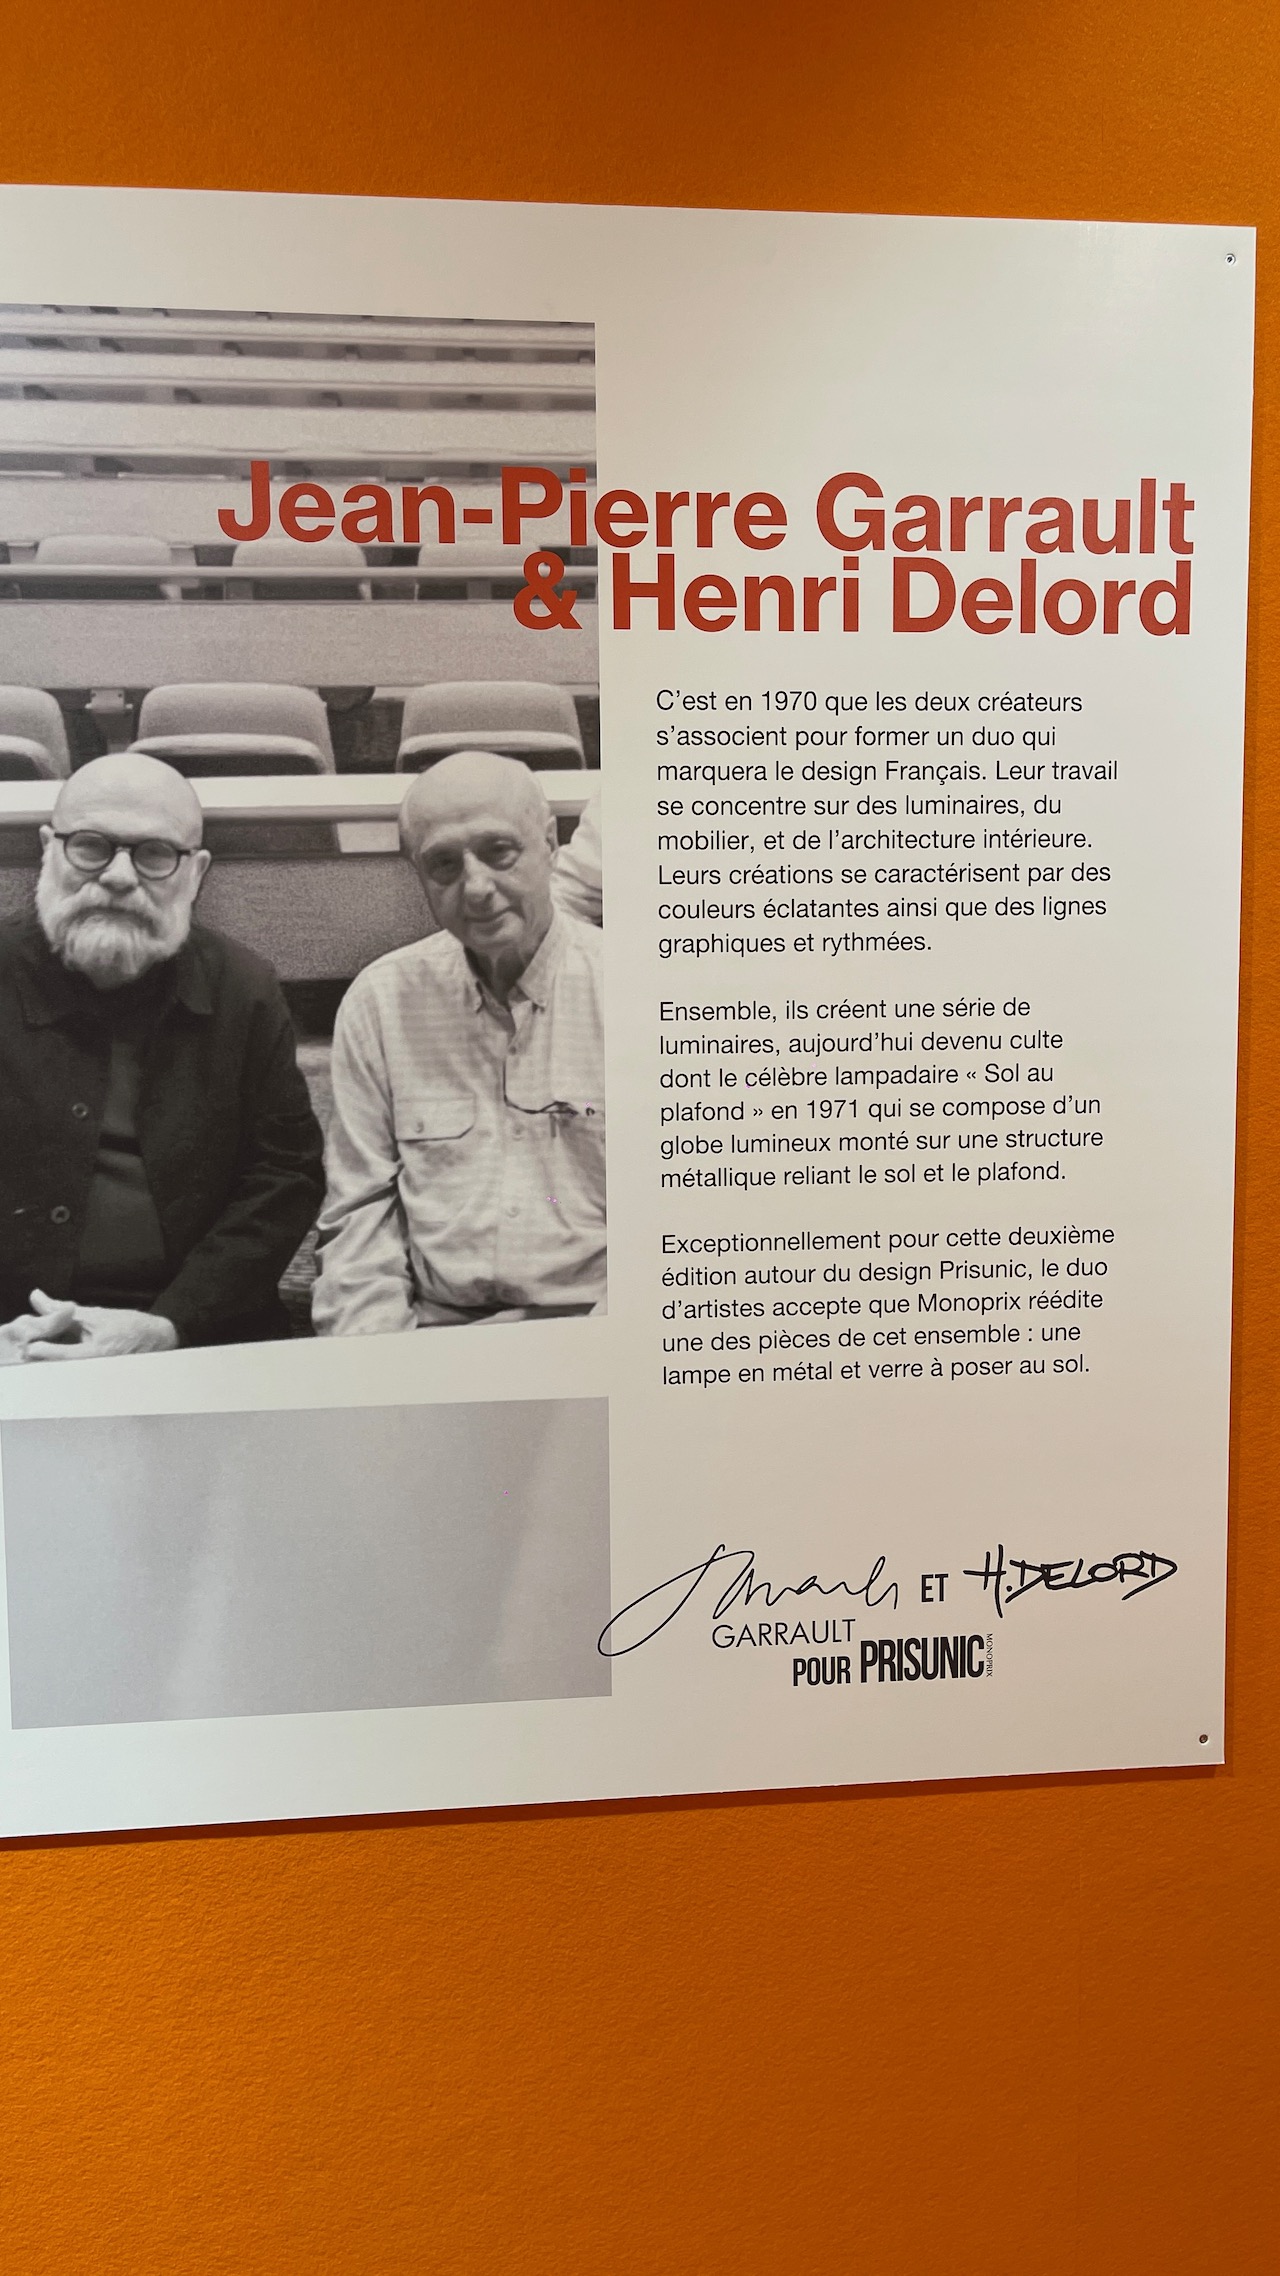 Jean-Pierre Garrault
& Henri Delord
C'est en 1970 que les deux créateurs
s'associent pour former un duo qui
marquera le design Français. Leur travail
se concentre sur des luminaires, du
mobilier, et de l'architecture intérieure.
Leurs créations se caractérisent par des
couleurs éclatantes ainsi que des lignes
graphiques et rythmées.
Ensemble, ils créent une série de
luminaires, aujourd'hui devenu culte
dont le célèbre lampadaire « Sol au
plafond » en 1971 qui se compose d'un
globe lumineux monté sur une structure
métallique reliant le sol et le plafond.
Exceptionnellement pour cette deuxième
édition autour du design Prisunic, le duo
d'artistes accepte que Monoprix réédite
une des pièces de cet ensemble : une
lampe en métal et verre à poser au sol.
ET H.DELORD
GARRAULT
POUR PRISUNIC
MONOPRIX